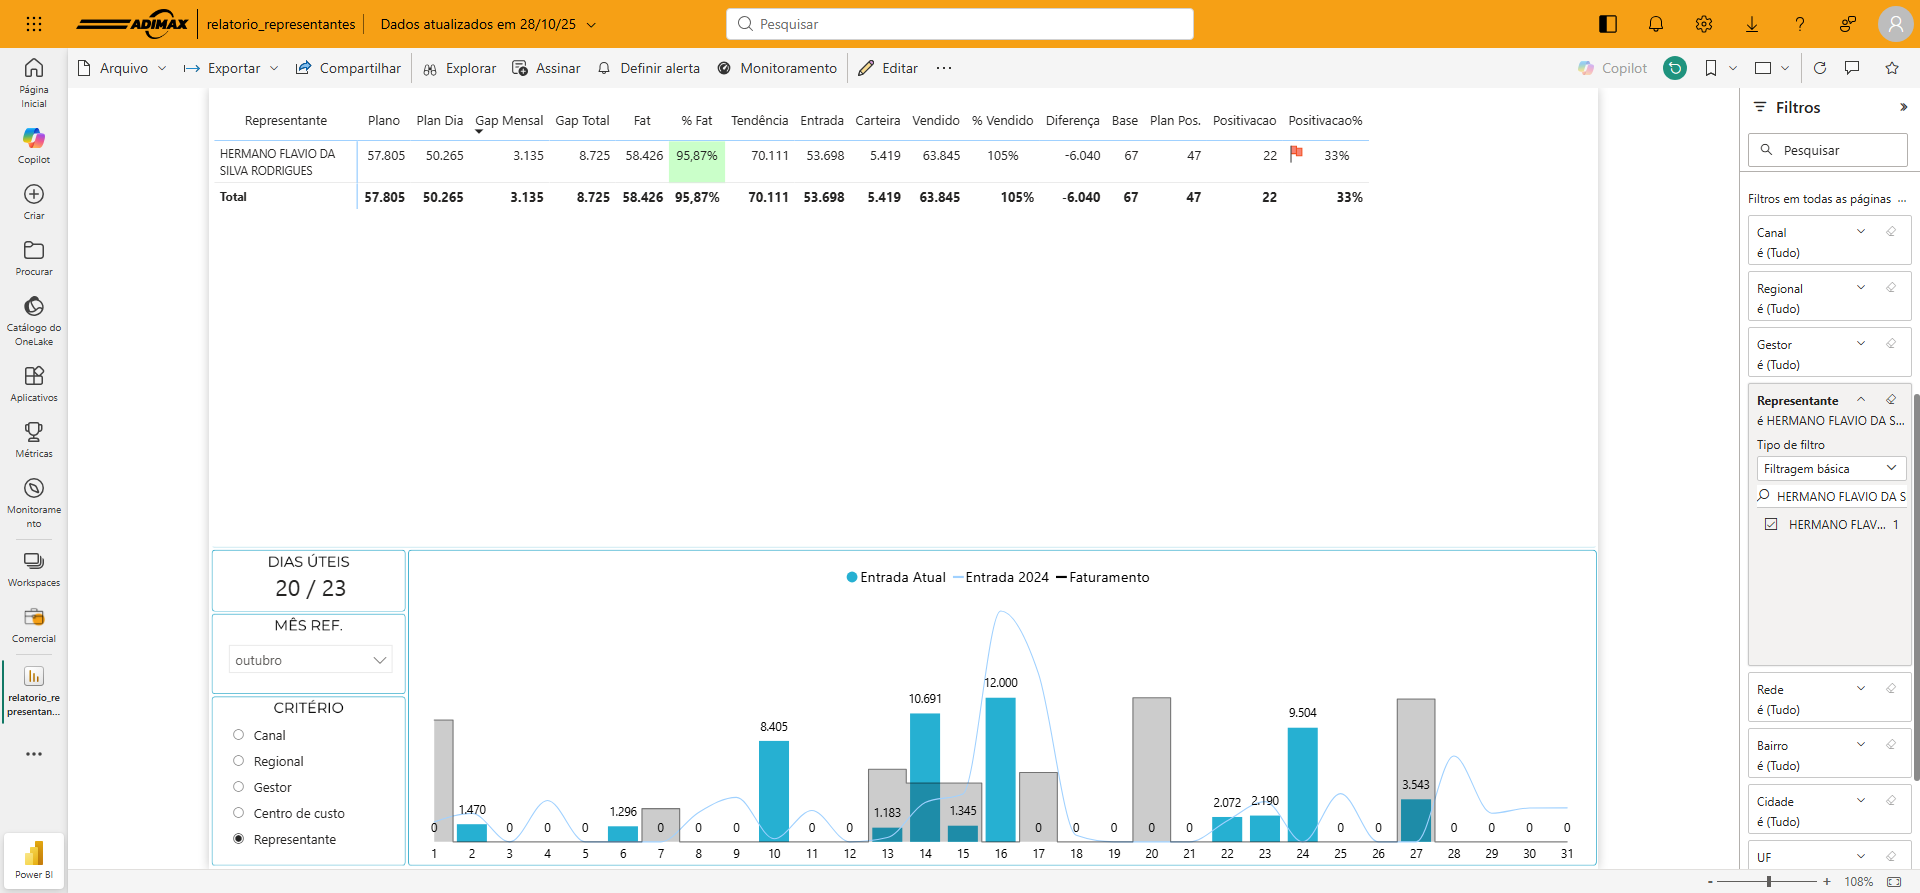 ADIMAX
relatorio_representantes
Dados atualizados em 28/10/25
Pesquisar
Arquivo
Exportar
Compartilhar
Explorar
Assinar
Definir alerta
Monitoramento
Editar
...
Copilot
Página
Inicial
Copilot
Criar
Procurar
Catálogo do
OneLake
Aplicativos
Métricas
Monitorame
nto
Workspaces
Comercial
relatorio_re
presentan...
...
Power BI
Representante Plano Plan Dia Gap Mensal Gap Total Fat % Fat Tendência Entrada Carteira Vendido % Vendido Diferença Base Plan Pos. Positivacao Positivacao%
HERMANO FLAVIO DA
SILVA RODRIGUES
57.805 50.265 3.135 8.725 58.426 95,87% 70.111 53.698 5.419 63.845 105% -6.040 67 47 22 33%
Total 57.805 50.265 3.135 8.725 58.426 95,87% 70.111 53.698 5.419 63.845 105% -6.040 67 47 22 33%
DIAS ÚTEIS
20 / 23
MÊS REF.
outubro
CRITÉRIO
Canal
Regional
Gestor
Centro de custo
Representante
Entrada Atual Entrada 2024 Faturamento
0 1.470 0 0 0 1.296 0 0 0 8.405 0 0 1.183 10.691 1.345 12.000 0 0 0 0 0 2.072 2.190 9.504 0 0 3.543 0 0 0 0
1 2 3 4 5 6 7 8 9 10 11 12 13 14 15 16 17 18 19 20 21 22 23 24 25 26 27 28 29 30 31
Filtros
Pesquisar
Filtros em todas as páginas ...
Canal
é (Tudo)
Regional
é (Tudo)
Gestor
é (Tudo)
Representante
é HERMANO FLAVIO DA S...
Tipo de filtro
Filtragem básica
HERMANO FLAVIO DA S
HERMANO FLAV... 1
Rede
é (Tudo)
Bairro
é (Tudo)
Cidade
é (Tudo)
UF
- + 108%